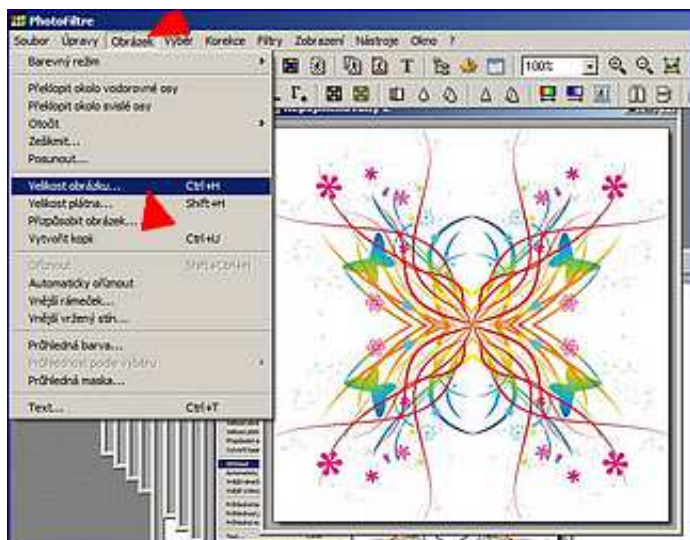 PhotoFiltre
Soubor Úpravy Obrázek Výběr Korekce Filtry Zobrazení Nástroje Okno ?
Barevný režim
100%
Překlopit okolo vodorovné osy
Překlopit okolo svislé osy
Otočit
Zešikmit...
Posunout...
Velikost obrázku... Ctrl+H
Velikost plátna... Shift+H
Přizpůsobit obrázek...
Vytvořit kopii Ctrl+U
Oříznout Shift+Ctrl+H
Automaticky oříznout
Vnější rámeček...
Vnější vržený stín...
Průhledná barva...
Průhlednost podle výběru
Průhledná maska...
Text... Ctrl+T